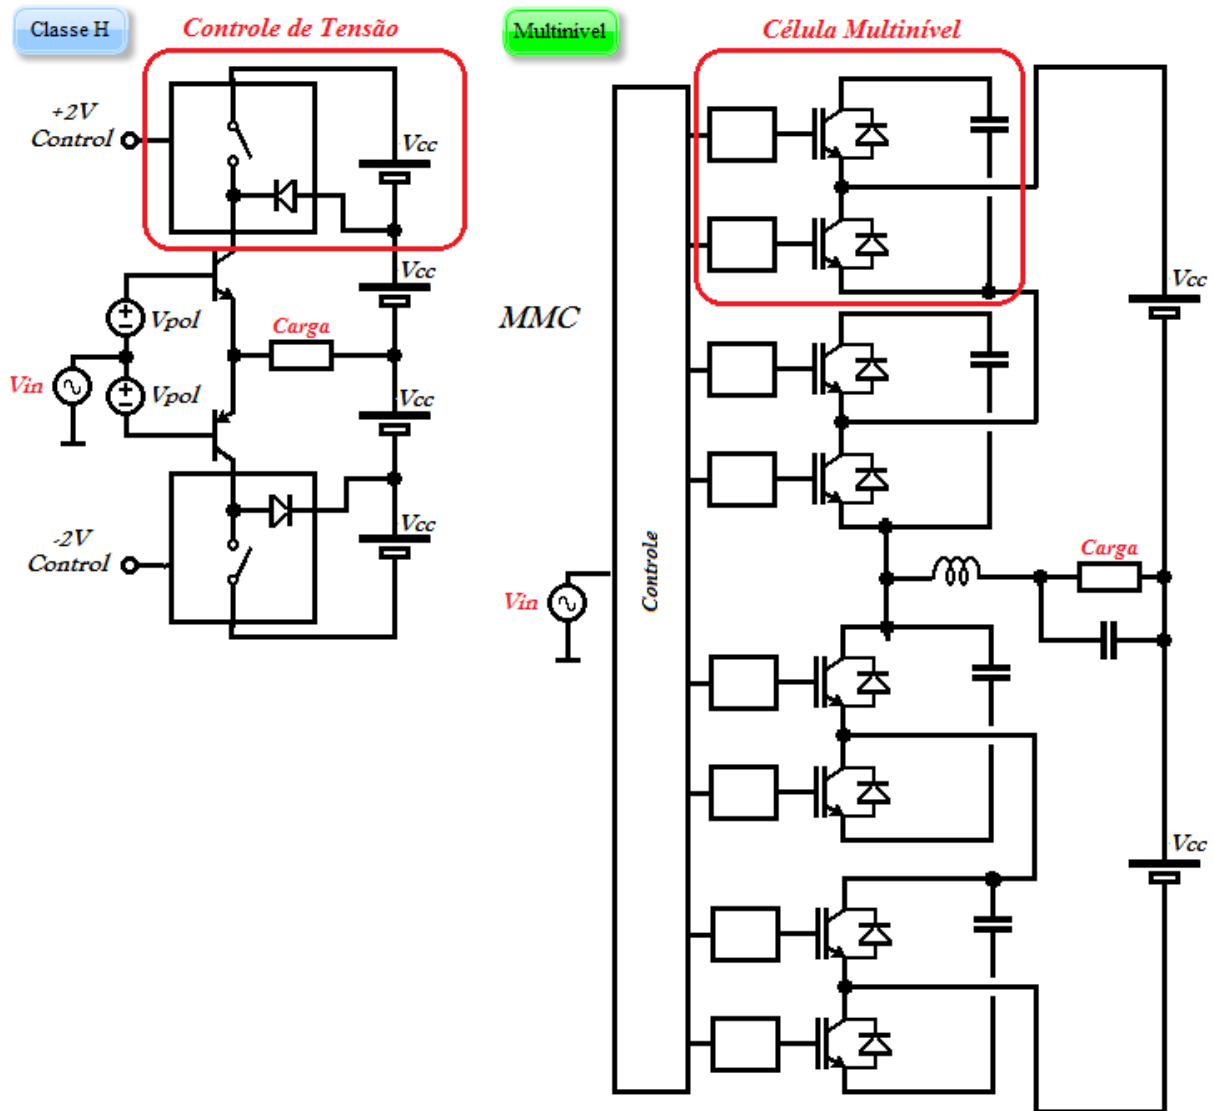 Classe H
Controle de Tensão
+2V
Control
Vcc
Vcc
Vpol
Carga
Vin
Vpol
Vcc
Vcc
-2V
Control
Multinível
Célula Multinível
MMC
Vcc
Controle
Carga
Vin
Vcc